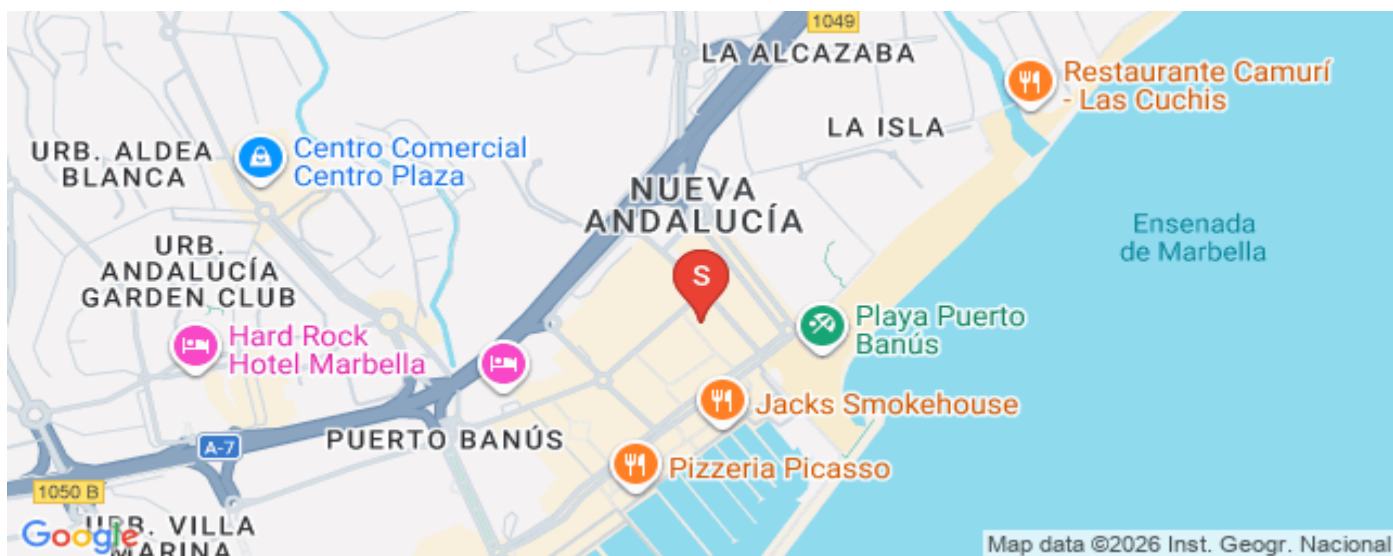 1049
LA ALCAZABA
Restaurante Camurí
- Las Cuchis
LA ISLA
URB. ALDEA
BLANCA
Centro Comercial
Centro Plaza
NUEVA
ANDALUCÍA
Ensenada
de Marbella
URB.
ANDALUCÍA
GARDEN CLUB
S
Playa Puerto
Banús
Hard Rock
Hotel Marbella
Jacks Smokehouse
A-7
PUERTO BANÚS
Pizzeria Picasso
1050 B
URB. VILLA
MARINA
Google
Map data ©2026 Inst. Geogr. Nacional